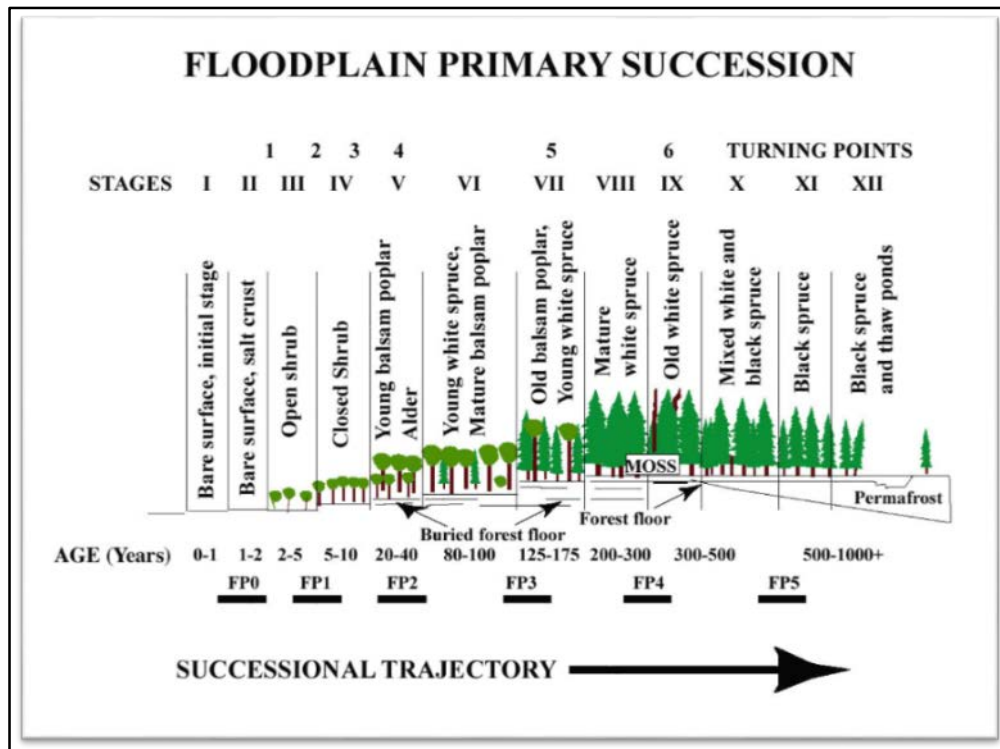 FLOODPLAIN PRIMARY SUCCESSION
1 2 3 4 5 6 TURNING POINTS
STAGES I II III IV V VI VII VIII IX X XI XII
Bare surface, initial stage
Bare surface, salt crust
Open shrub
Closed Shrub
Young balsam poplar
Alder
Young white spruce,
Mature balsam poplar
Old balsam poplar,
Young white spruce
Mature
white spruce
Old white spruce
Mixed white and
black spruce
Black spruce
Black spruce
and thaw ponds
MOSS
Permafrost
Buried forest floor
Forest floor
AGE (Years) 0-1 1-2 2-5 5-10 20-40 80-100 125-175 200-300 300-500 500-1000+
FP0 FP1 FP2 FP3 FP4 FP5
SUCCESSIONAL TRAJECTORY